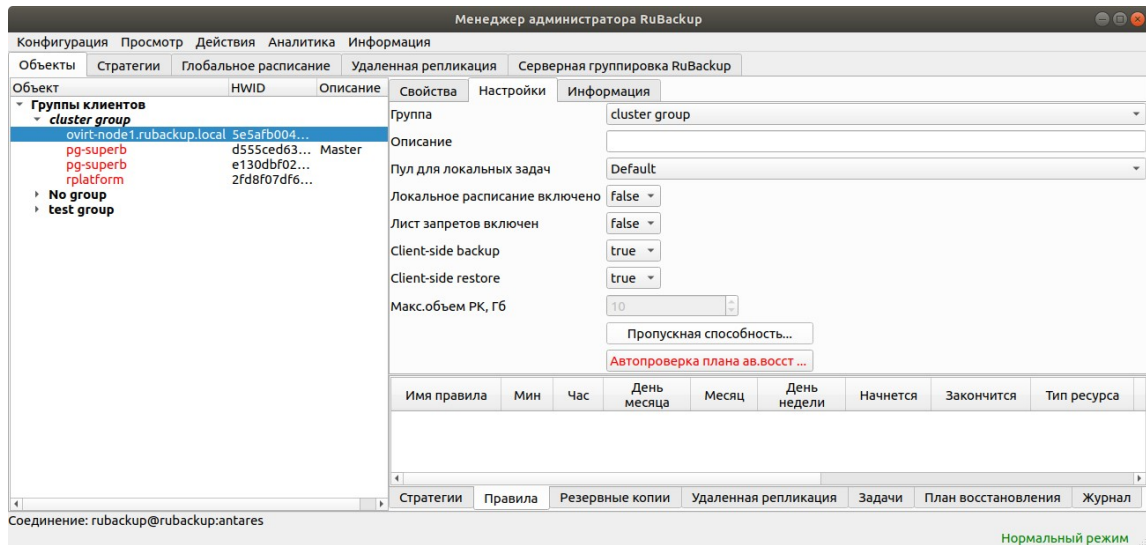 Менеджер администратора RuBackup
Конфигурация Просмотр Действия Аналитика Информация
Объекты Стратегии Глобальное расписание Удаленная репликация Серверная группировка RuBackup
Объект HWID Описание
Группы клиентов
cluster group
ovirt-node1.rubackup.local 5e5afb004...
pg-superb d555ced63... Master
pg-superb e130dbf02...
rplatform 2fd8f07df6...
No group
test group
Свойства Настройки Информация
Группа cluster group
Описание
Пул для локальных задач Default
Локальное расписание включено false
Лист запретов включен false
Client-side backup true
Client-side restore true
Макс.объем РК, Гб 10
Пропускная способность...
Автопроверка плана ав.восст ...
Имя правила Мин Час День месяца Месяц День недели Начнется Закончится Тип ресурса
Стратегии Правила Резервные копии Удаленная репликация Задачи План восстановления Журнал
Соединение: rubackup@rubackup:antares
Нормальный режим